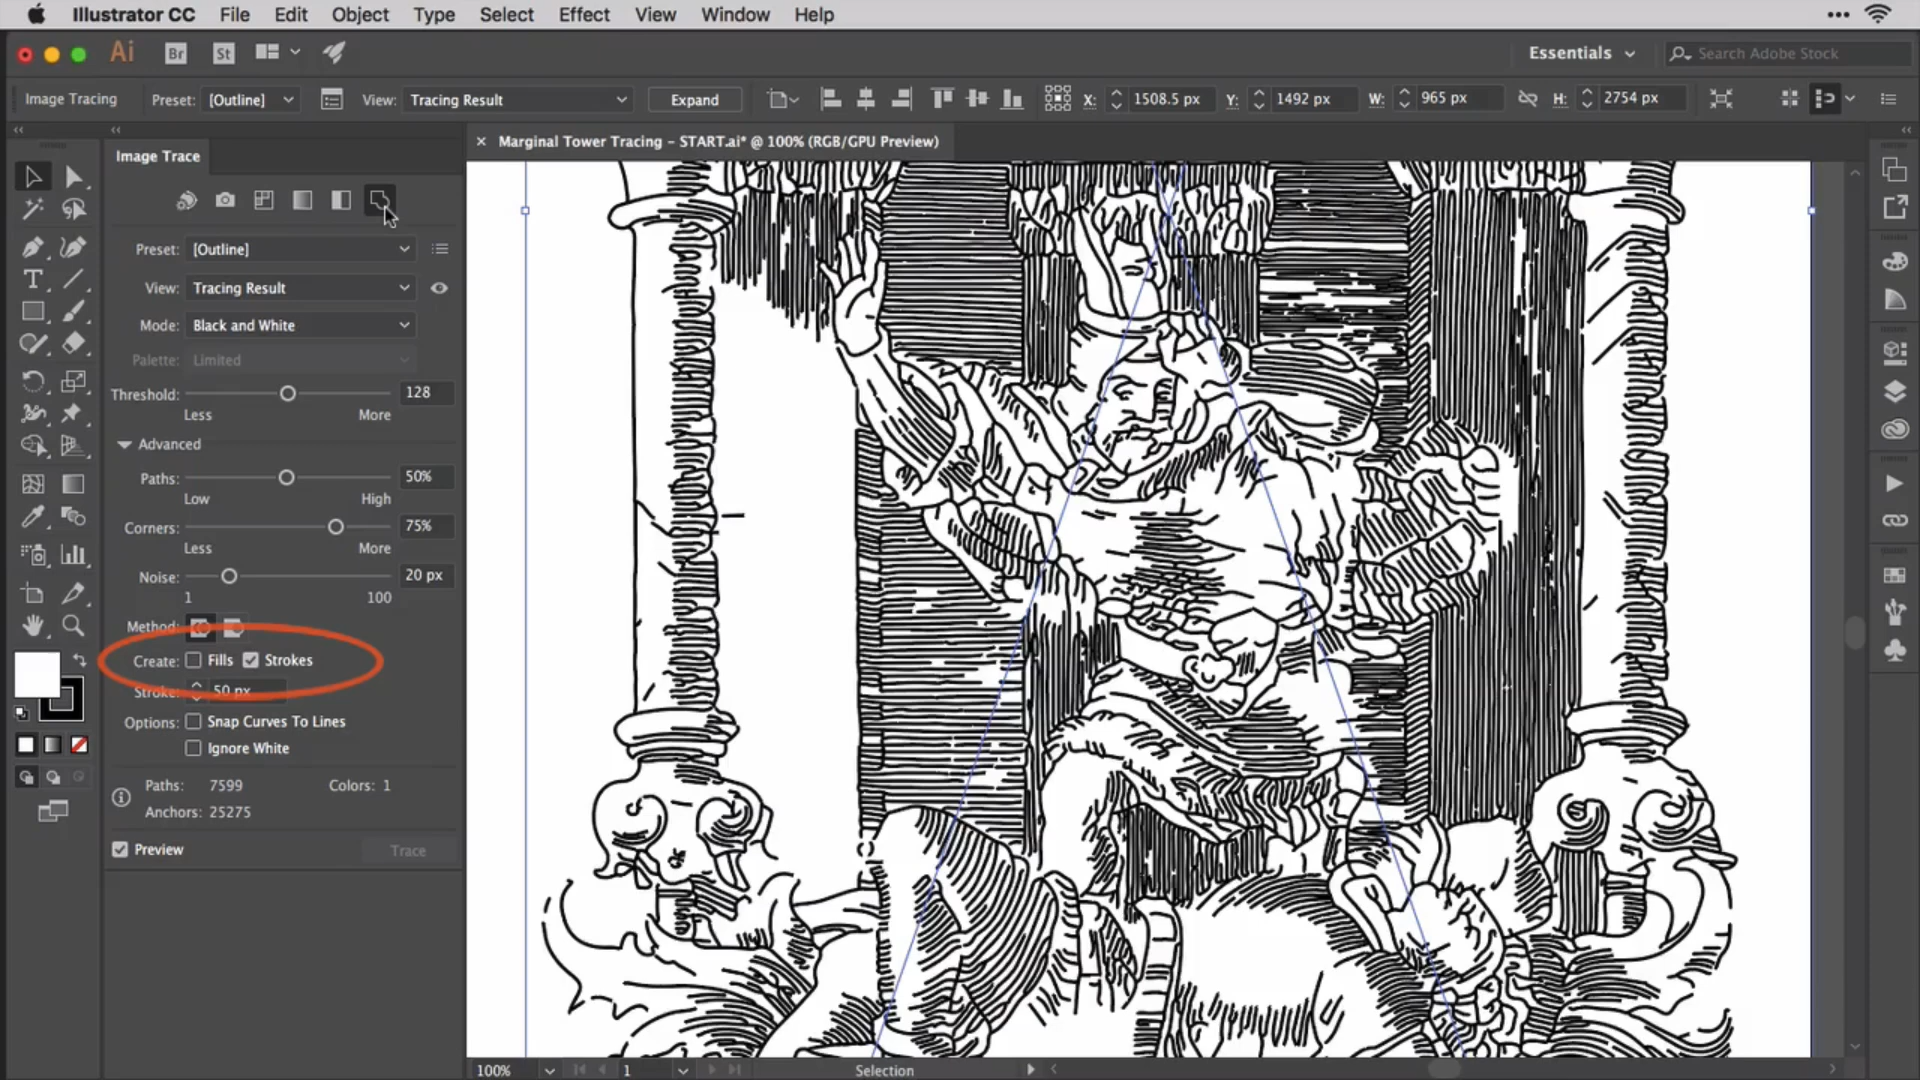 Illustrator CC File Edit Object Type Select Effect View Window Help
Ai Br St Essentials Search Adobe Stock
Image Tracing Preset: [Outline] View: Tracing Result Expand X: 1508.5 px Y: 1492 px W: 965 px H: 2754 px
Marginal Tower Tracing – START.ai* @ 100% (RGB/GPU Preview)
Image Trace
Preset: [Outline]
View: Tracing Result
Mode: Black and White
Palette: Limited
Threshold: 128
Less More
Advanced
Paths: 50%
Low High
Corners: 75%
Less More
Noise: 20 px
1 100
Method:
Create: Fills Strokes
Stroke: 50 px
Options: Snap Curves To Lines
Ignore White
Paths: 7599 Colors: 1
Anchors: 25275
Preview Trace
100% 1 Selection